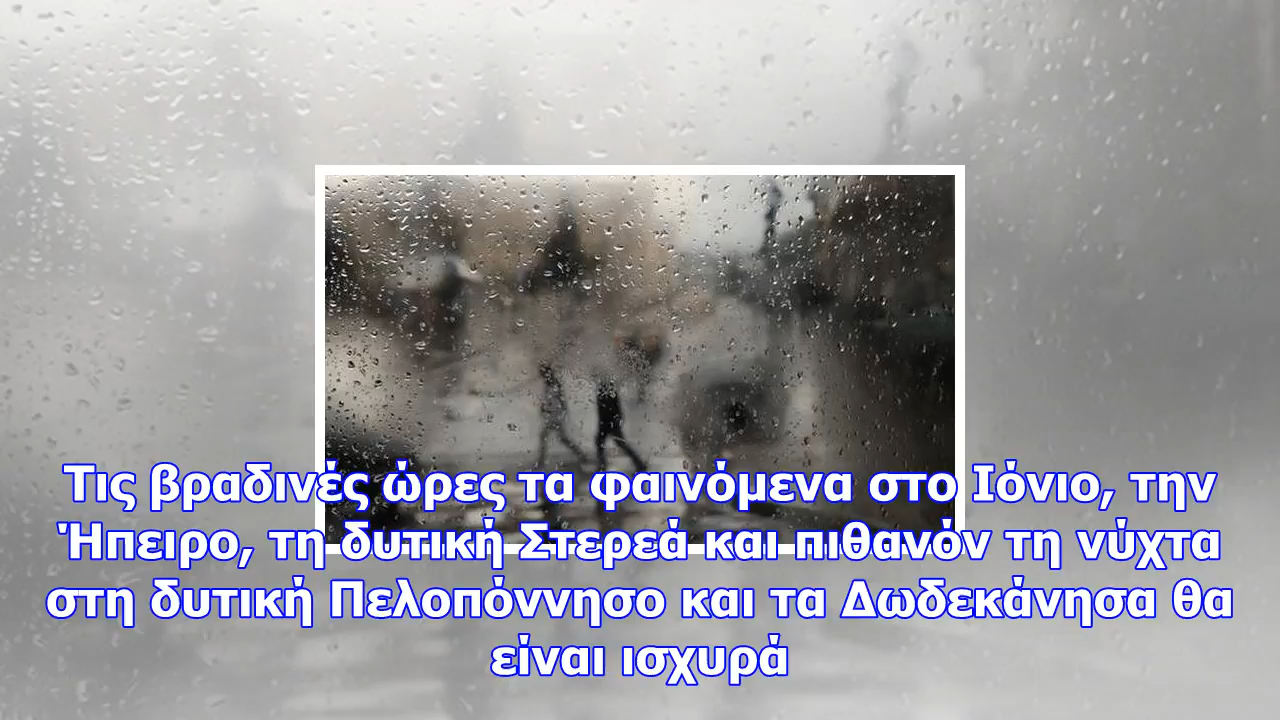 Τις βραδινές ώρες τα φαινόμενα στο Ιόνιο, την
Ήπειρο, τη δυτική Στερεά και πιθανόν τη νύχτα
στη δυτική Πελοπόννησο και τα Δωδεκάνησα θα
είναι ισχυρά